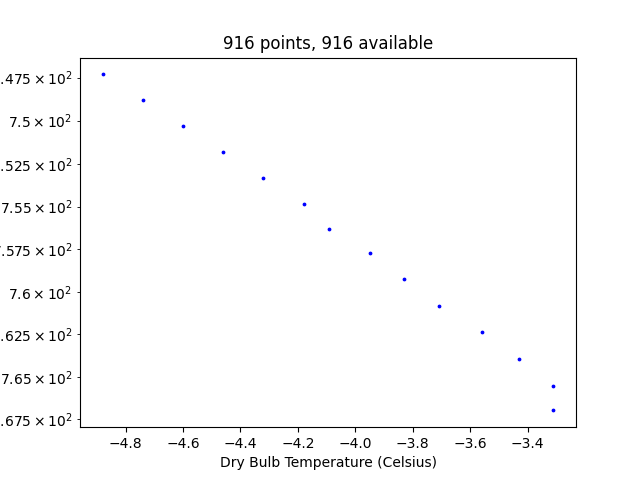 916 points, 916 available
.475 × 10²
7.5 × 10²
.525 × 10²
7.55 × 10²
.575 × 10²
7.6 × 10²
.625 × 10²
7.65 × 10²
.675 × 10²
−4.8 −4.6 −4.4 −4.2 −4.0 −3.8 −3.6 −3.4
Dry Bulb Temperature (Celsius)